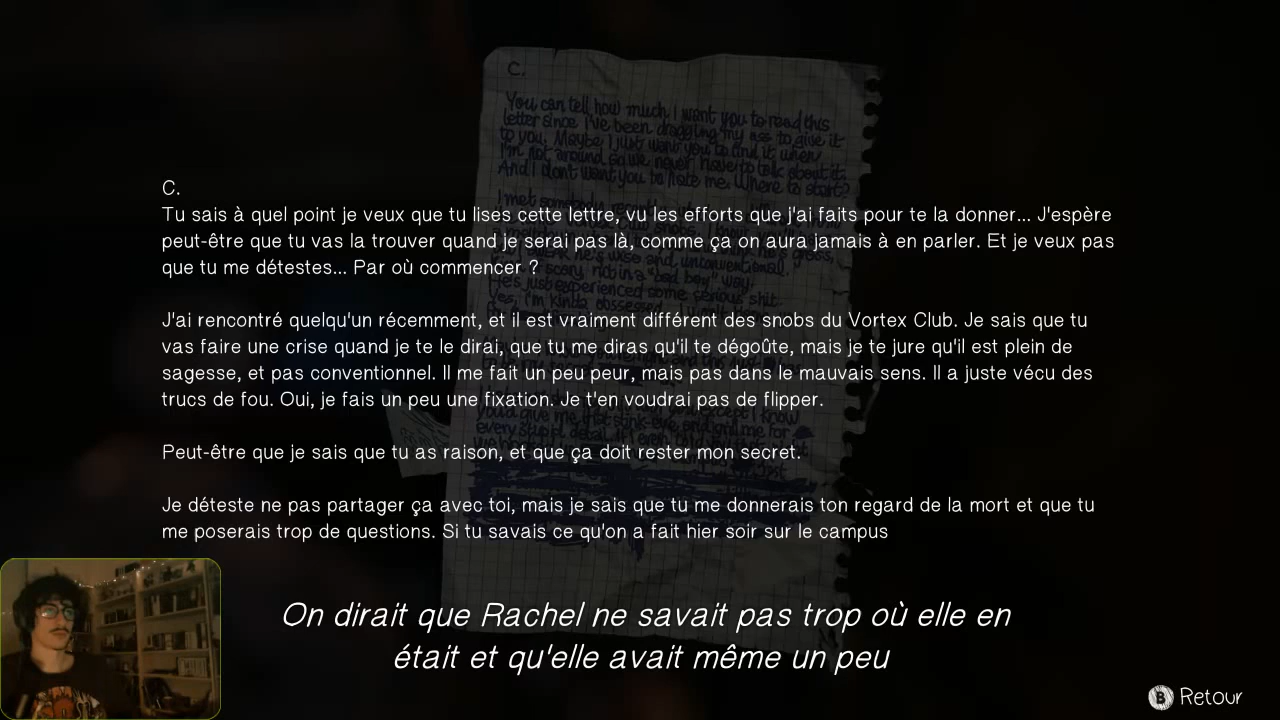 C.
Tu sais à quel point je veux que tu lises cette lettre, vu les efforts que j'ai faits pour te la donner... J'espère
peut-être que tu vas la trouver quand je serai pas là, comme ça on aura jamais à en parler. Et je veux pas
que tu me détestes... Par où commencer ?
J'ai rencontré quelqu'un récemment, et il est vraiment différent des snobs du Vortex Club. Je sais que tu
vas faire une crise quand je te le dirai, que tu me diras qu'il te dégoûte, mais je te jure qu'il est plein de
sagesse, et pas conventionnel. Il me fait un peu peur, mais pas dans le mauvais sens. Il a juste vécu des
trucs de fou. Oui, je fais un peu une fixation. Je t'en voudrai pas de flipper.
Peut-être que je sais que tu as raison, et que ça doit rester mon secret.
Je déteste ne pas partager ça avec toi, mais je sais que tu me donnerais ton regard de la mort et que tu
me poserais trop de questions. Si tu savais ce qu'on a fait hier soir sur le campus
C.
You can tell how much I want you to read this
letter since I've been dragging my ass to give it
to you. Maybe I just want you to find it when
I'm not around so we never have to talk about it.
And I don't want you to hate me. Where to start?
On dirait que Rachel ne savait pas trop où elle en
était et qu'elle avait même un peu
B Retour